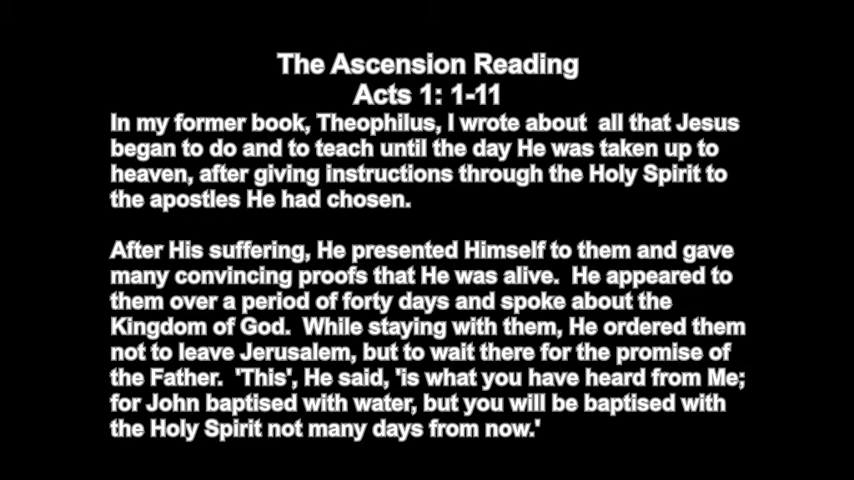 The Ascension Reading
Acts 1: 1-11
In my former book, Theophilus, I wrote about  all that Jesus
began to do and to teach until the day He was taken up to
heaven, after giving instructions through the Holy Spirit to
the apostles He had chosen.

After His suffering, He presented Himself to them and gave
many convincing proofs that He was alive.  He appeared to
them over a period of forty days and spoke about the
Kingdom of God.  While staying with them, He ordered them
not to leave Jerusalem, but to wait there for the promise of
the Father.  'This', He said, 'is what you have heard from Me;
for John baptised with water, but you will be baptised with
the Holy Spirit not many days from now.'